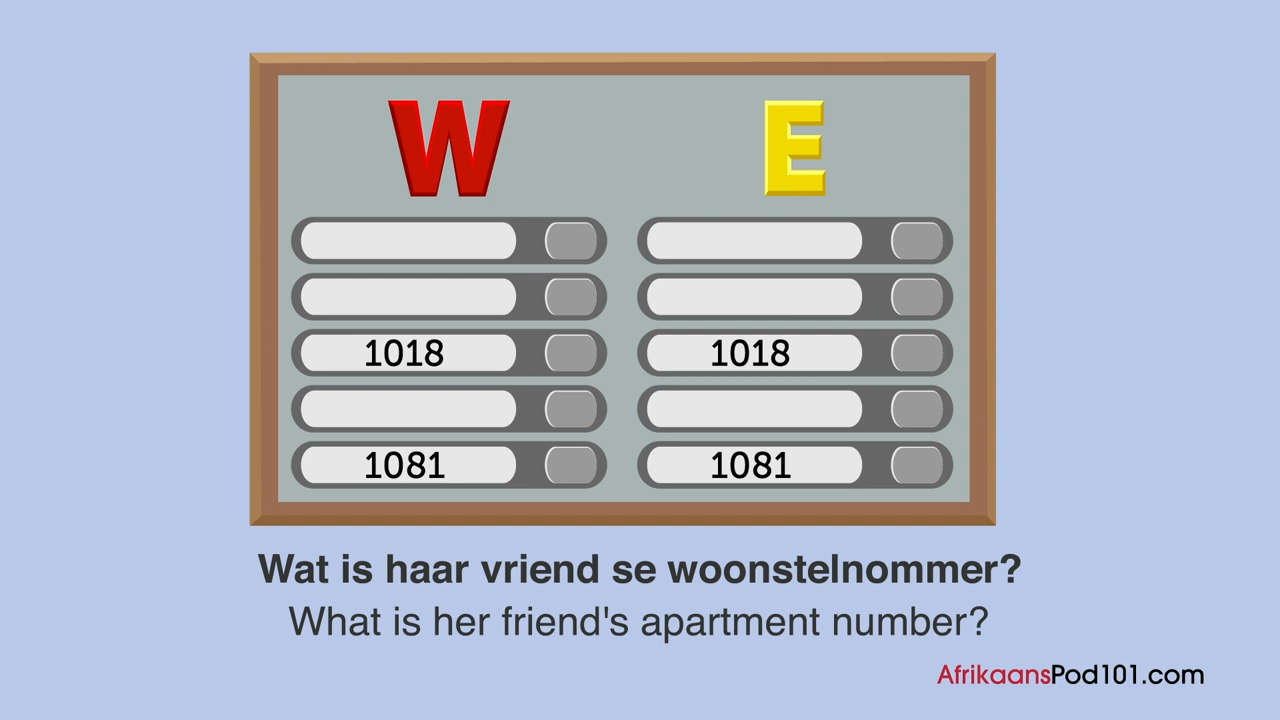 W E
1018 1018
1081 1081
Wat is haar vriend se woonstelnommer?
What is her friend's apartment number?
AfrikaansPod101.com